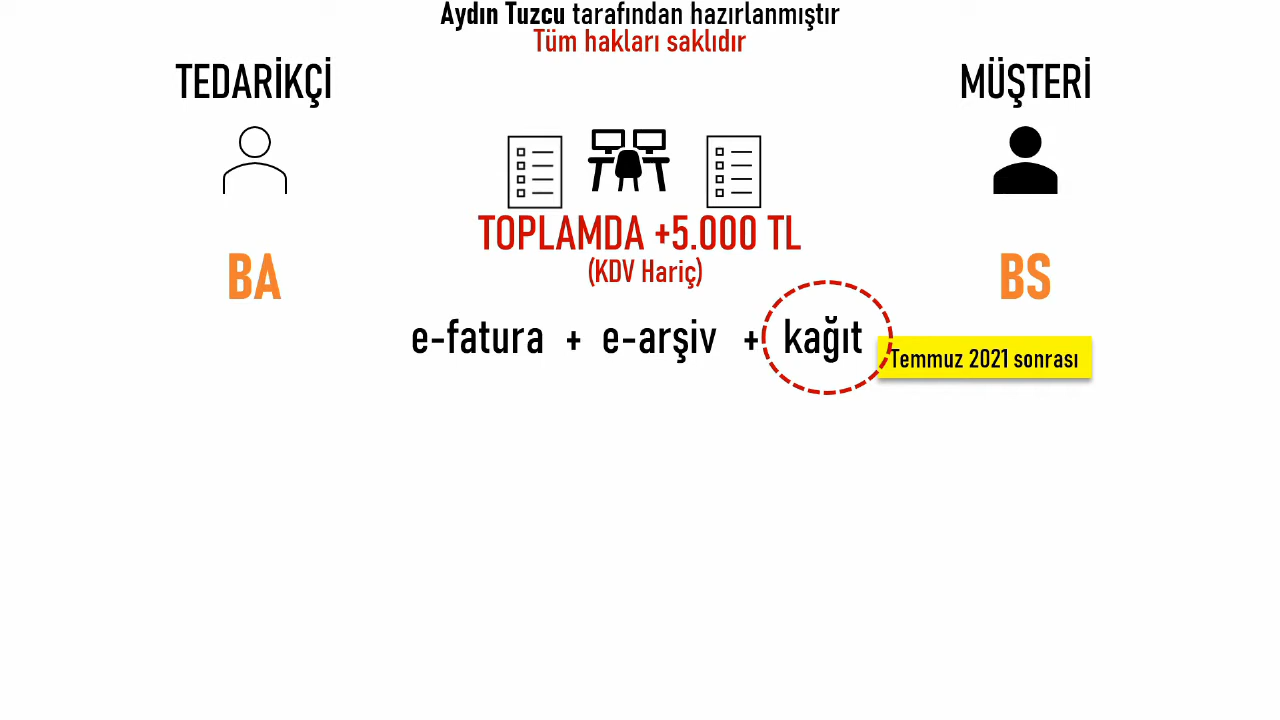 Aydın Tuzcu tarafından hazırlanmıştır
Tüm hakları saklıdır
TEDARİKÇİ
MÜŞTERİ
TOPLAMDA +5.000 TL
(KDV Hariç)
BA
BS
e-fatura + e-arşiv + kağıt
Temmuz 2021 sonrası